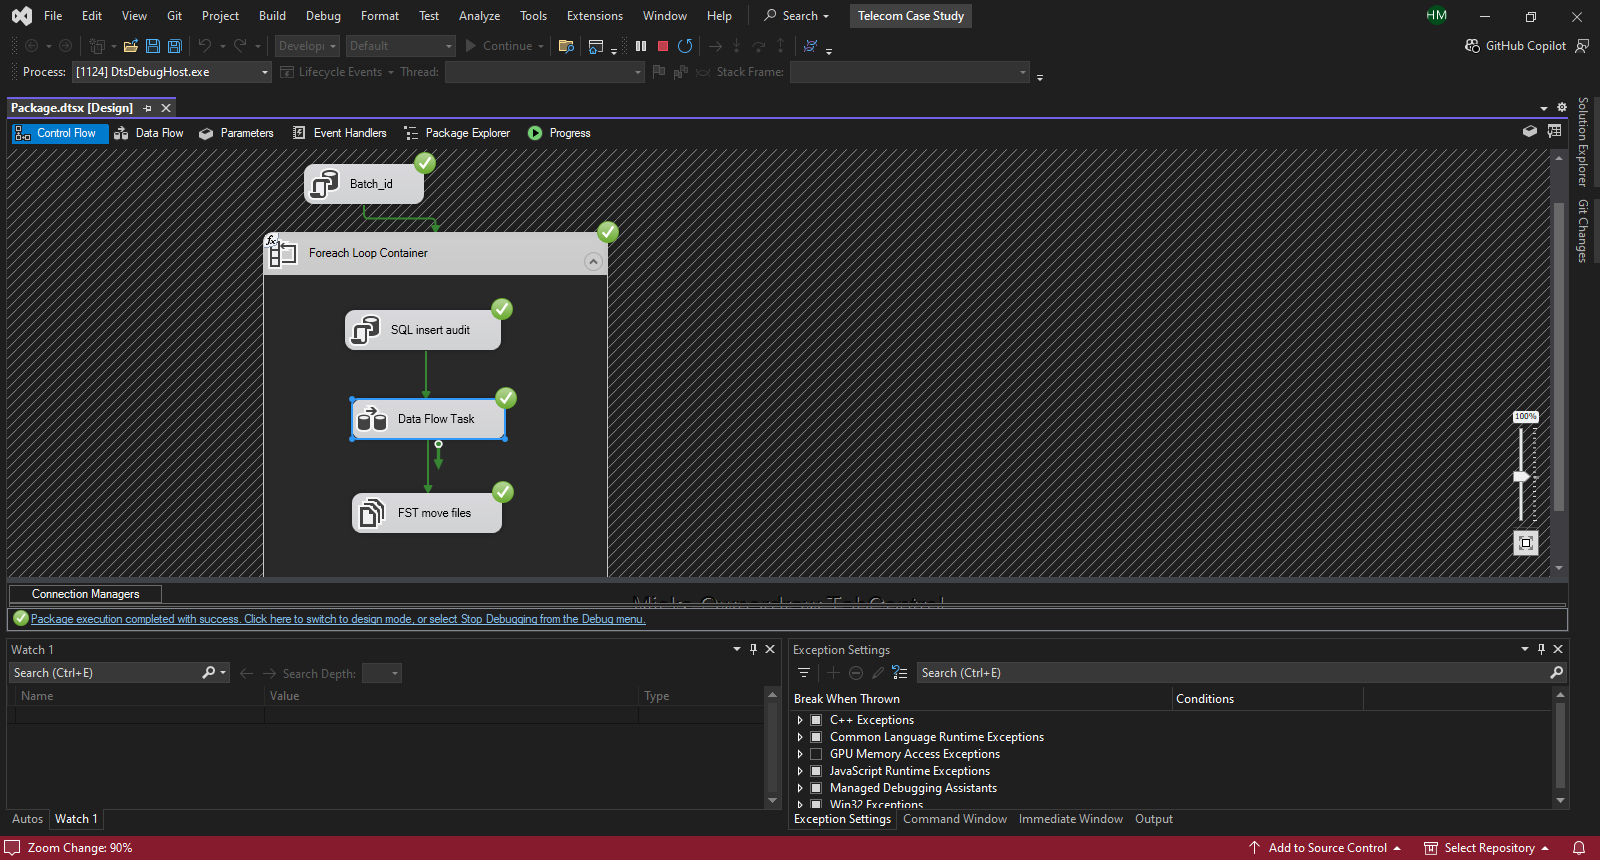 File Edit View Git Project Build Debug Format Test Analyze Tools Extensions Window Help Search Telecom Case Study HM
Develop Default Continue GitHub Copilot
Process: [1124] DtsDebugHost.exe Lifecycle Events Thread: Stack Frame:
Package.dtsx [Design]
Control Flow Data Flow Parameters Event Handlers Package Explorer Progress
Solution Explorer
Git Changes
Batch_id
fx
Foreach Loop Container
SQL insert audit
Data Flow Task
FST move files
100%
Connection Managers
Package execution completed with success. Click here to switch to design mode, or select Stop Debugging from the Debug menu.
Watch 1
Search (Ctrl+E) Search Depth:
Name Value Type
Autos Watch 1
Exception Settings
Search (Ctrl+E)
Break When Thrown Conditions
C++ Exceptions
Common Language Runtime Exceptions
GPU Memory Access Exceptions
JavaScript Runtime Exceptions
Managed Debugging Assistants
Win32 Exceptions
Exception Settings Command Window Immediate Window Output
Zoom Change: 90% Add to Source Control Select Repository